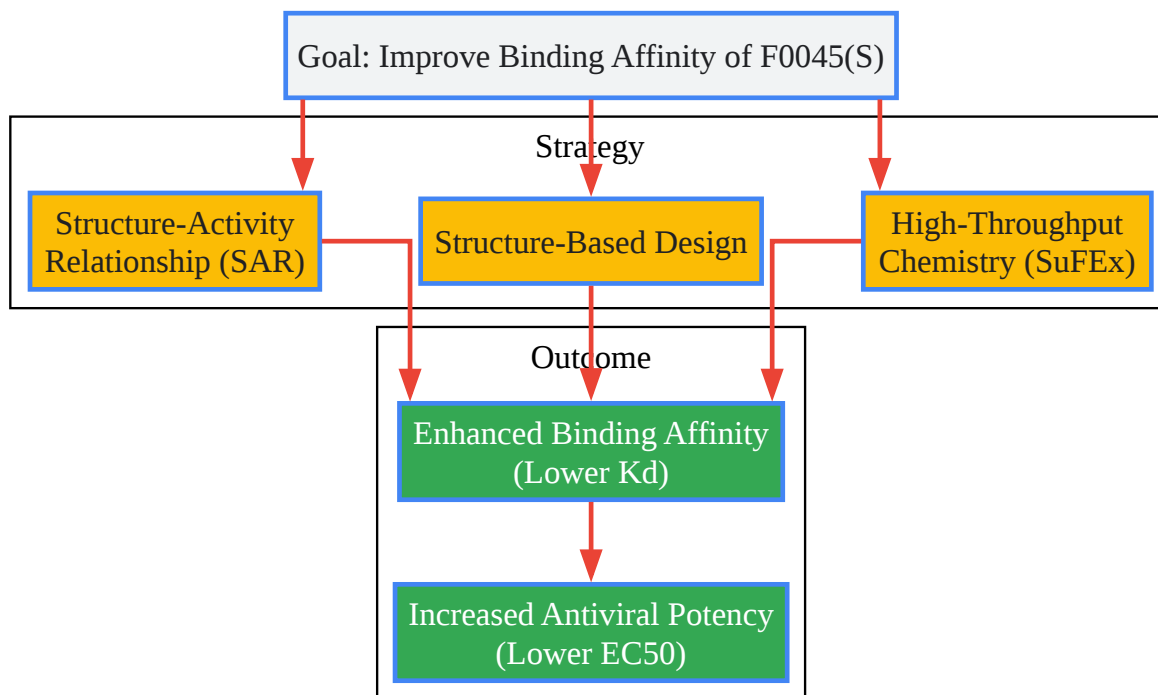 Goal: Improve Binding Affinity of F0045(S)
Strategy
Structure-Activity
Relationship (SAR)
Structure-Based Design
High-Throughput
Chemistry (SuFEx)
Outcome
Enhanced Binding Affinity
(Lower Kd)
Increased Antiviral Potency
(Lower EC50)